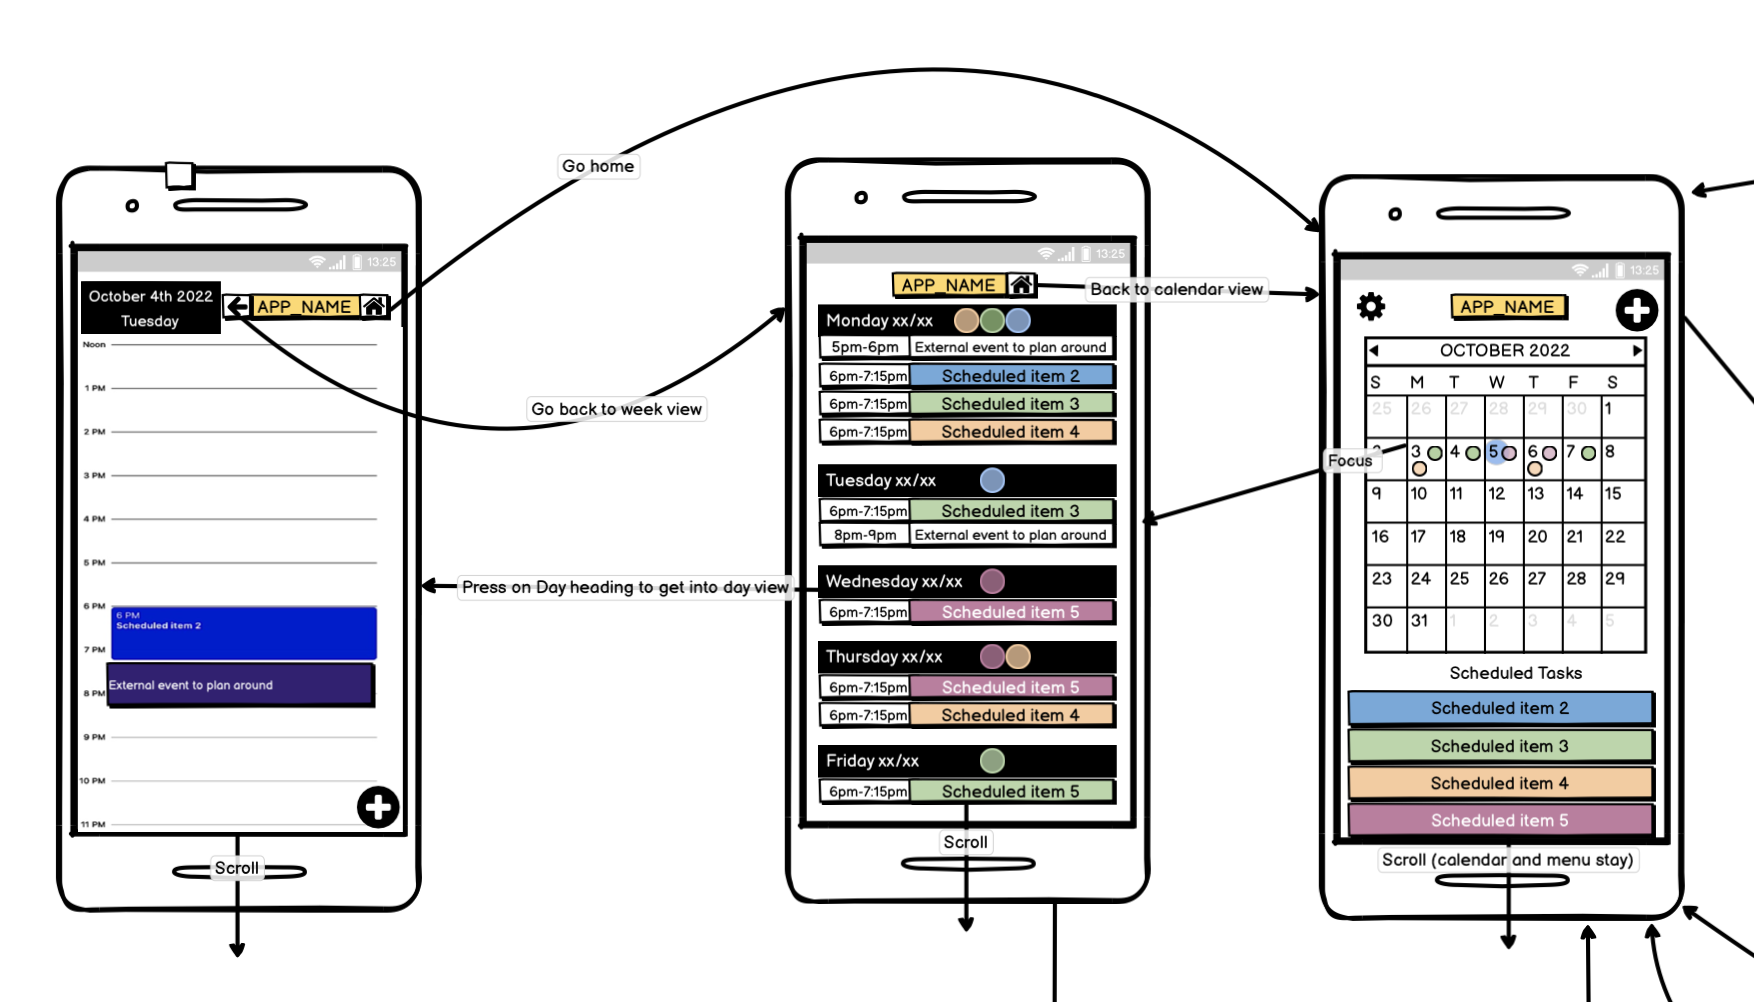 Go home
13:25
October 4th 2022
Tuesday
APP_NAME
Noon
1 PM
2 PM
3 PM
4 PM
5 PM
6 PM
6 PM
Scheduled item 2
7 PM
External event to plan around
8 PM
9 PM
10 PM
11 PM
Scroll
Go back to week view
Press on Day heading to get into day view
13:25
APP_NAME
Back to calendar view
Monday xx/xx
5pm-6pm External event to plan around
6pm-7:15pm Scheduled item 2
6pm-7:15pm Scheduled item 3
6pm-7:15pm Scheduled item 4
Tuesday xx/xx
6pm-7:15pm Scheduled item 3
8pm-9pm External event to plan around
Wednesday xx/xx
6pm-7:15pm Scheduled item 5
Thursday xx/xx
6pm-7:15pm Scheduled item 5
6pm-7:15pm Scheduled item 4
Friday xx/xx
6pm-7:15pm Scheduled item 5
Scroll
Focus
13:25
APP_NAME
OCTOBER 2022
S M T W T F S
25 26 27 28 29 30 1
2 3 4 5 6 7 8
9 10 11 12 13 14 15
16 17 18 19 20 21 22
23 24 25 26 27 28 29
30 31 1 2 3 4 5
Scheduled Tasks
Scheduled item 2
Scheduled item 3
Scheduled item 4
Scheduled item 5
Scroll (calendar and menu stay)